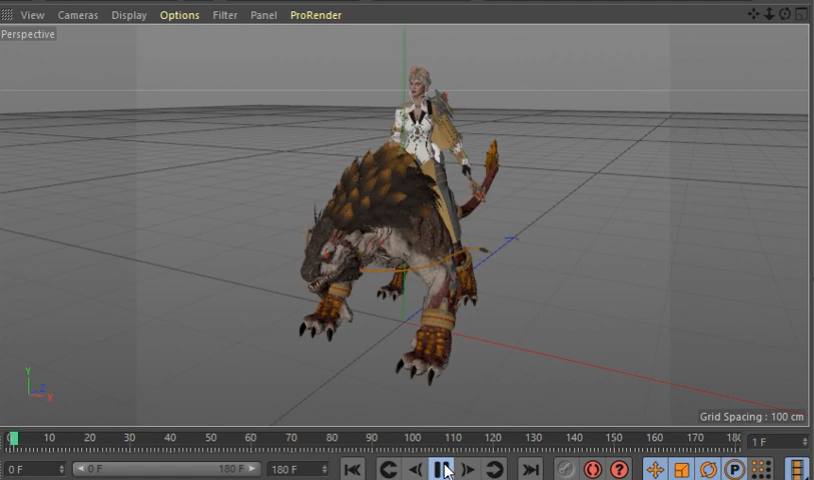 View Cameras Display Options Filter Panel ProRender
Perspective
Y
Z
X
Grid Spacing : 100 cm
0 10 20 30 40 50 60 70 80 90 100 110 120 130 140 150 160 170 180 1 F
0 F 0 F 180 F 180 F ? P